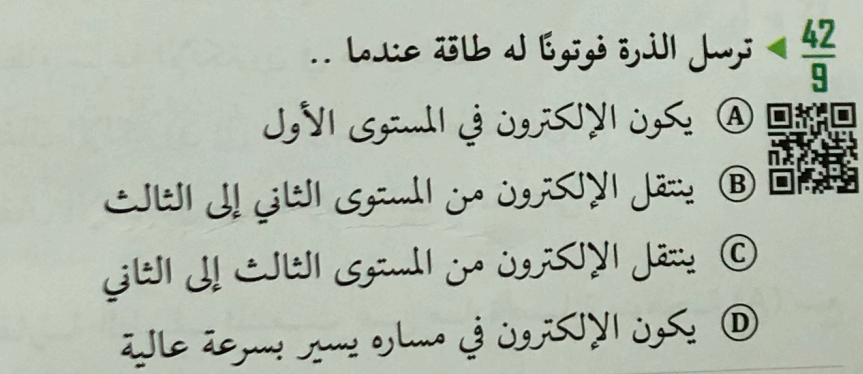 42/9 ◀ ترسل الذرة فوتونًا له طاقة عندما ..
Ⓐ يكون الإلكترون في المستوى الأول
Ⓑ ينتقل الإلكترون من المستوى الثاني إلى الثالث
Ⓒ ينتقل الإلكترون من المستوى الثالث إلى الثاني
Ⓓ يكون الإلكترون في مساره يسير بسرعة عالية